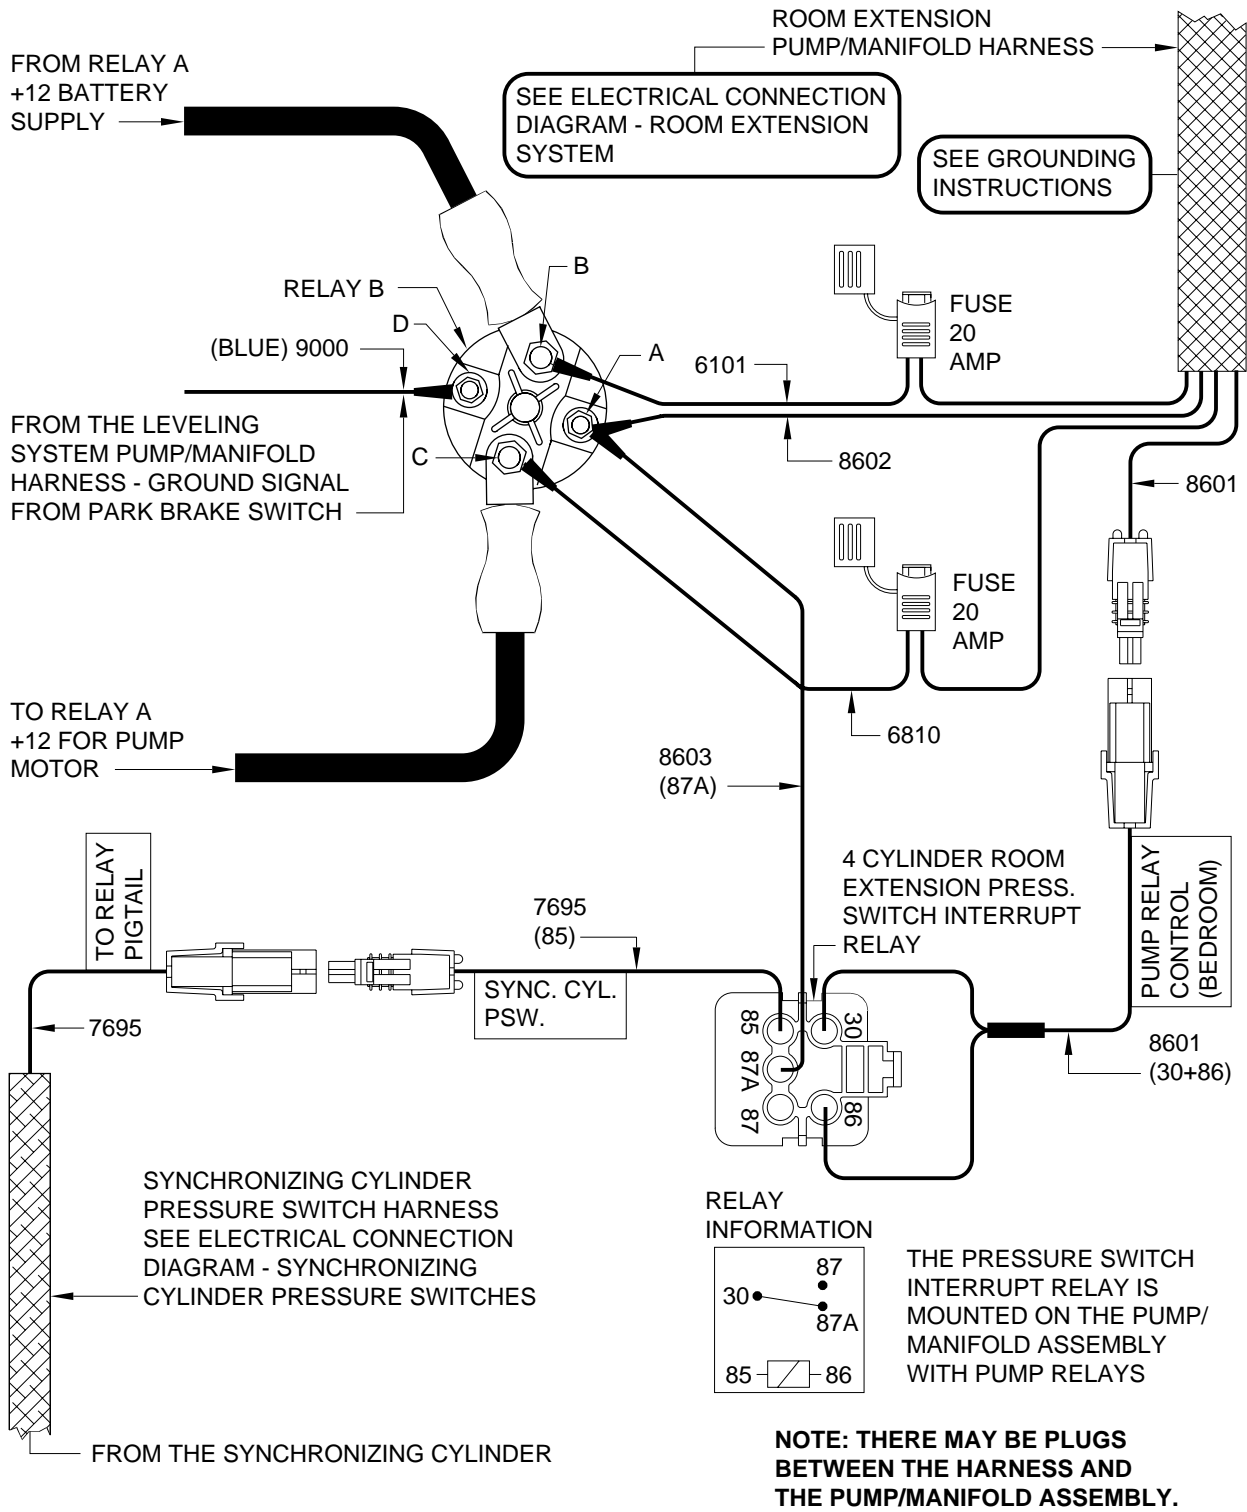 ROOM EXTENSION
PUMP/MANIFOLD HARNESS
FROM RELAY A
+12 BATTERY
SUPPLY
SEE ELECTRICAL CONNECTION
DIAGRAM - ROOM EXTENSION
SYSTEM
SEE GROUNDING
INSTRUCTIONS
B
RELAY B
D
A
(BLUE) 9000
6101
FUSE
20
AMP
FROM THE LEVELING
SYSTEM PUMP/MANIFOLD
HARNESS - GROUND SIGNAL
FROM PARK BRAKE SWITCH
C
8602
8601
FUSE
20
AMP
TO RELAY A
+12 FOR PUMP
MOTOR
6810
8603
(87A)
TO RELAY
PIGTAIL
7695
(85)
4 CYLINDER ROOM
EXTENSION PRESS.
SWITCH INTERRUPT
RELAY
PUMP RELAY
CONTROL
(BEDROOM)
SYNC. CYL.
PSW.
7695
85
30
87A
87
86
8601
(30+86)
SYNCHRONIZING CYLINDER
PRESSURE SWITCH HARNESS
SEE ELECTRICAL CONNECTION
DIAGRAM - SYNCHRONIZING
CYLINDER PRESSURE SWITCHES
RELAY
INFORMATION
87
30
87A
85
86
THE PRESSURE SWITCH
INTERRUPT RELAY IS
MOUNTED ON THE PUMP/
MANIFOLD ASSEMBLY
WITH PUMP RELAYS
FROM THE SYNCHRONIZING CYLINDER
NOTE: THERE MAY BE PLUGS
BETWEEN THE HARNESS AND
THE PUMP/MANIFOLD ASSEMBLY.